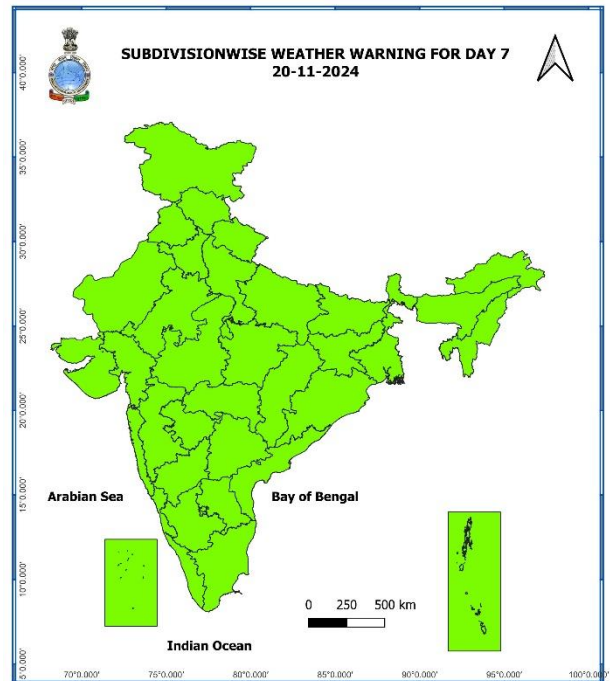 SUBDIVISIONWISE WEATHER WARNING FOR DAY 7
20-11-2024
40°0.000'
35°0.000'
30°0.000'
25°0.000'
20°0.000'
15°0.000'
10°0.000'
5°0.000'
Arabian Sea
Bay of Bengal
0 250 500 km
Indian Ocean
70°0.000' 75°0.000' 80°0.000' 85°0.000' 90°0.000' 95°0.000' 100°0.000'